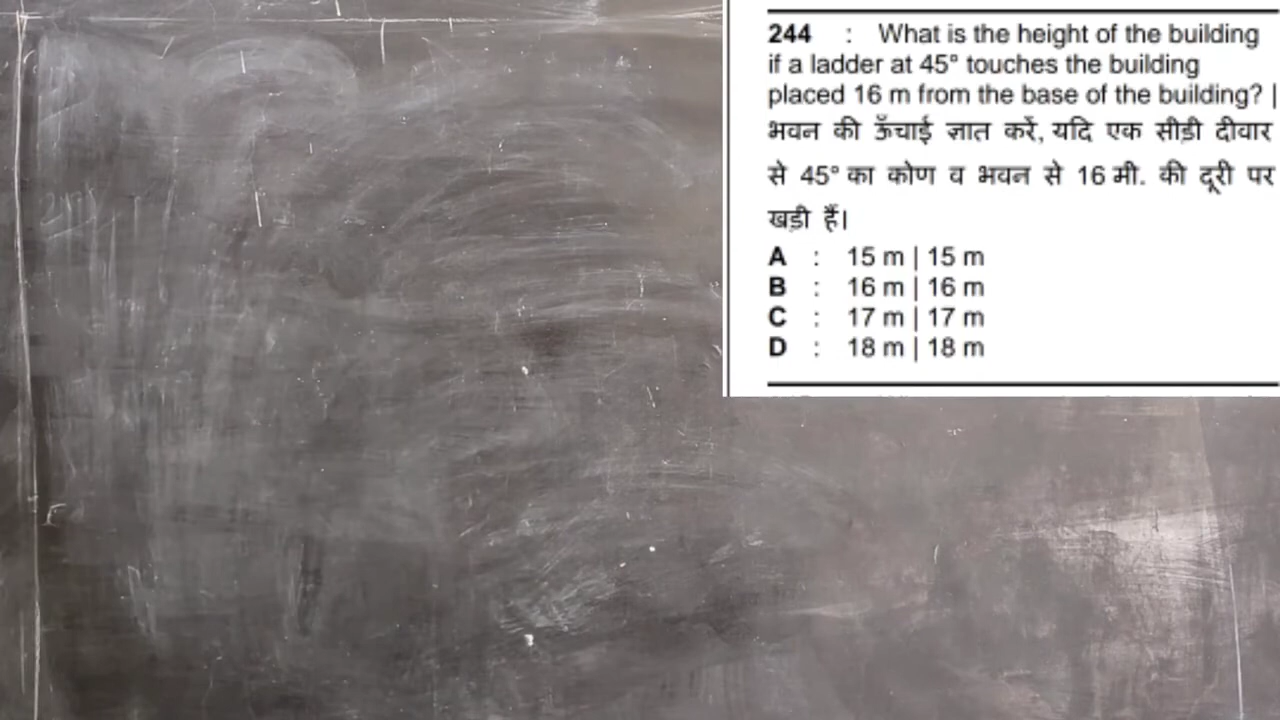 244 : What is the height of the building
if a ladder at 45° touches the building
placed 16 m from the base of the building? |
भवन की ऊँचाई ज्ञात करें, यदि एक सीडी दीवार
से 45° का कोण व भवन से 16 मी. की दूरी पर
खड़ी हैं।
A : 15 m | 15 m
B : 16 m | 16 m
C : 17 m | 17 m
D : 18 m | 18 m